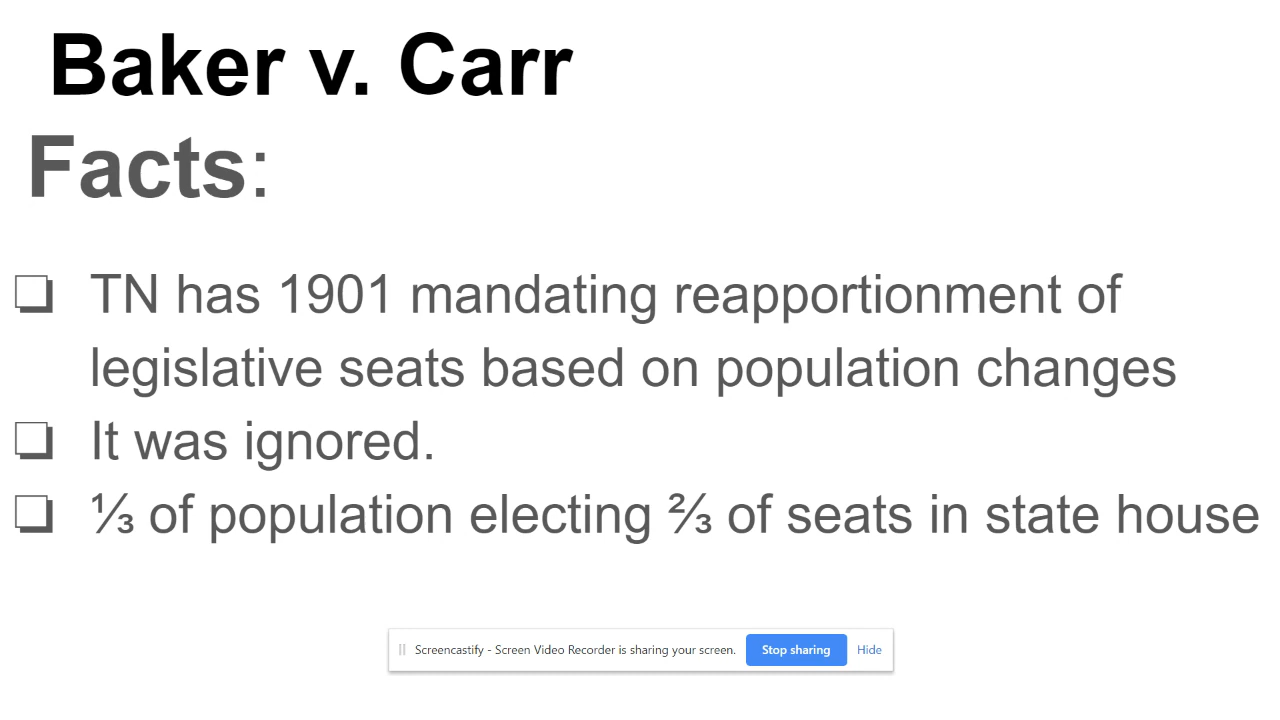 Baker v. Carr
Facts:
❏ TN has 1901 mandating reapportionment of
legislative seats based on population changes
❏ It was ignored.
❏ ⅓ of population electing ⅔ of seats in state house
Screencastify - Screen Video Recorder is sharing your screen. Stop sharing Hide